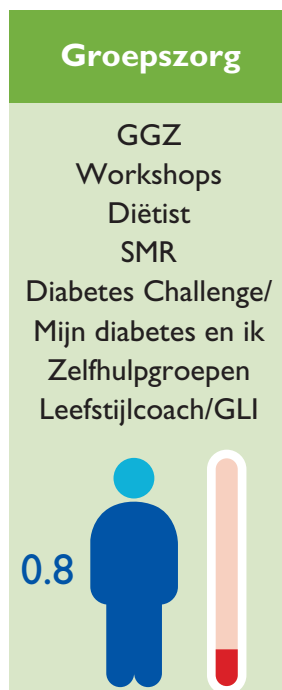 Groepszorg
GGZ
Workshops
Diëtist
SMR
Diabetes Challenge/
Mijn diabetes en ik
Zelfhulpgroepen
Leefstijlcoach/GLI
0.8